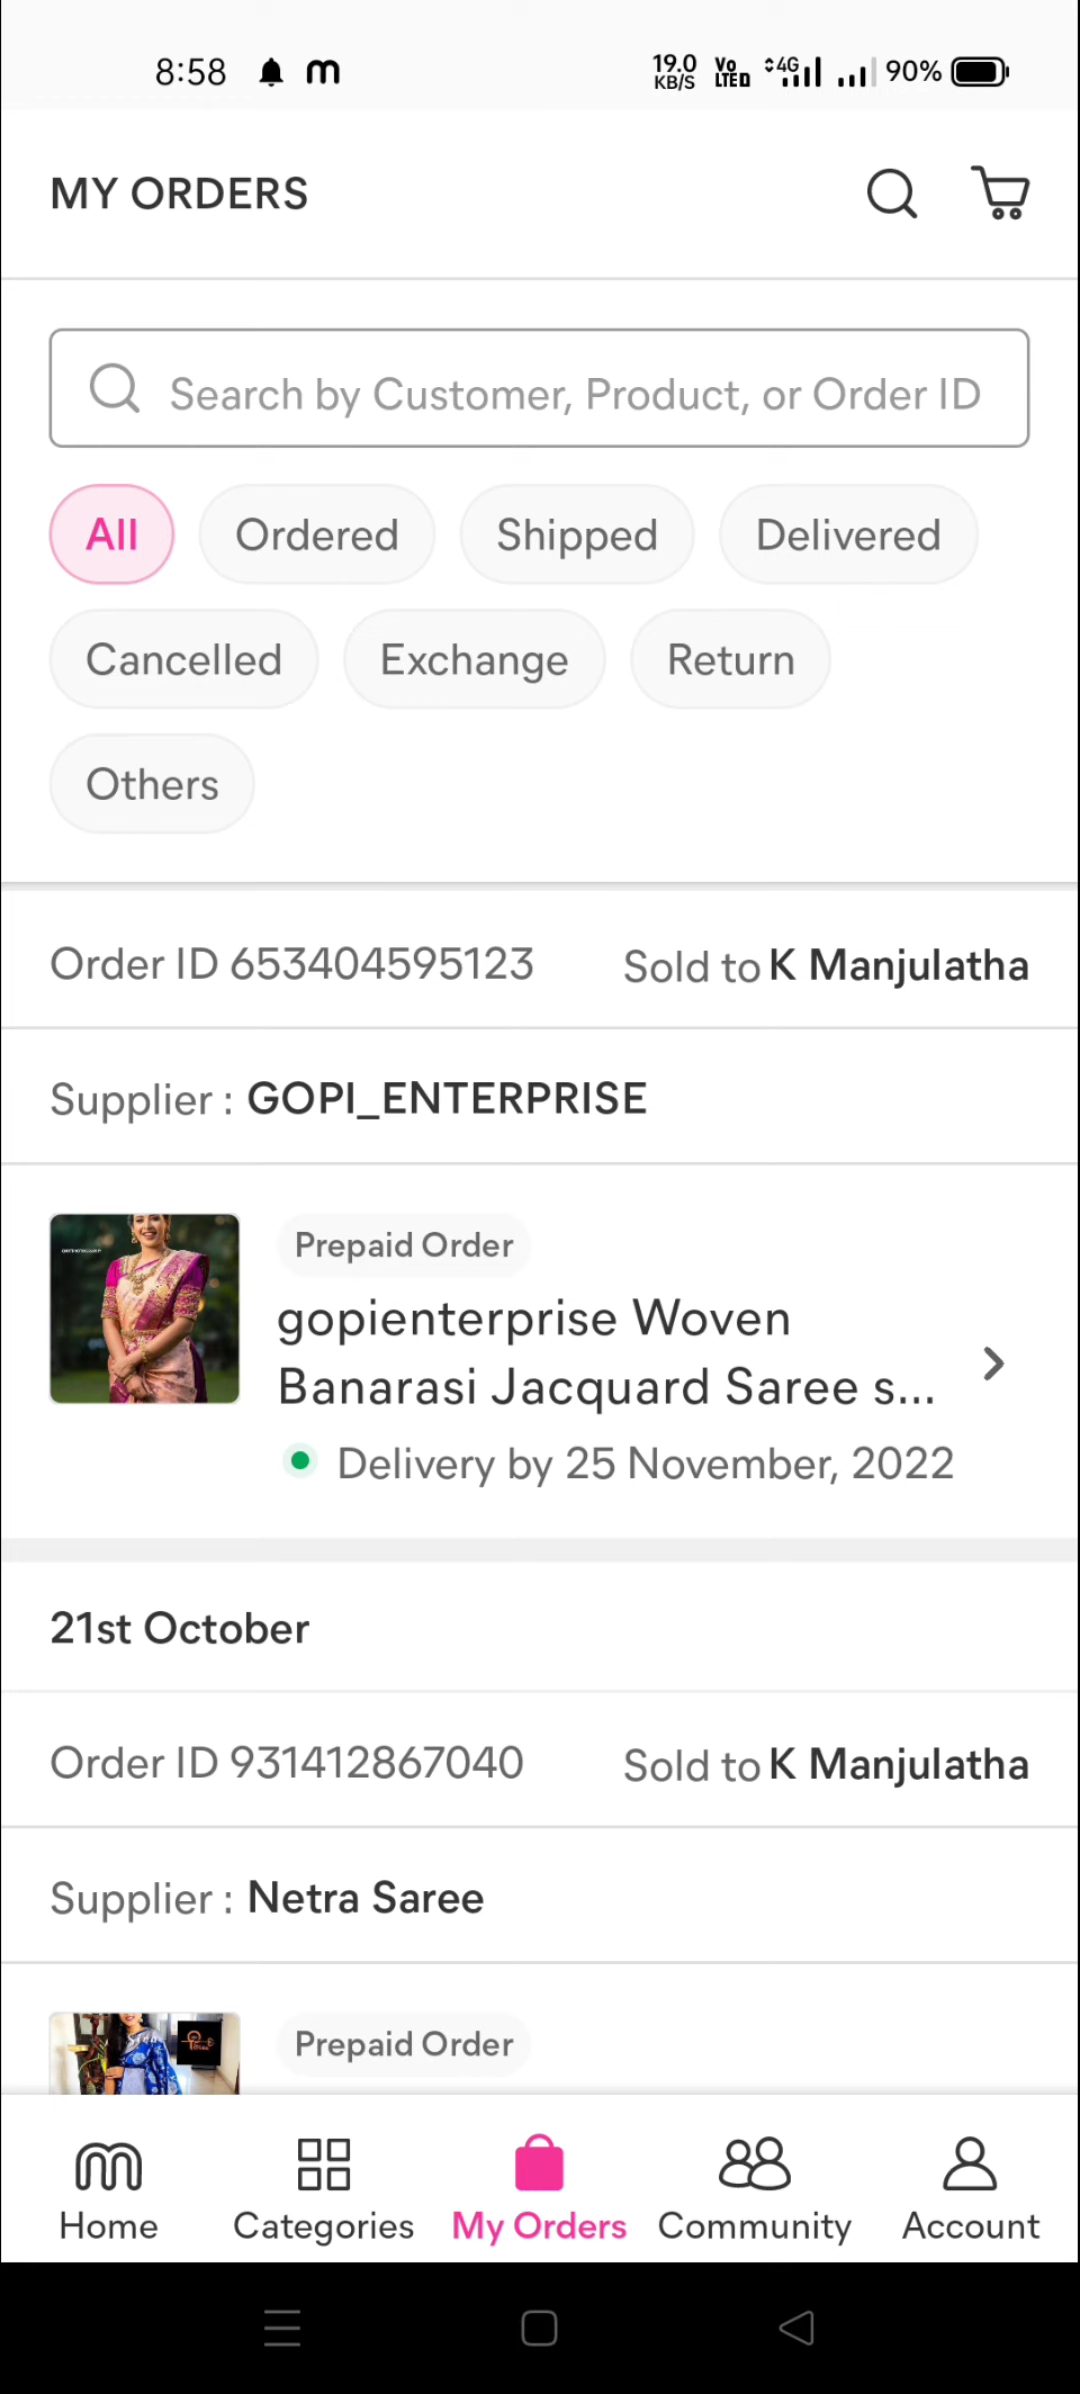 8:58
19.0 KB/S
Vo LTED
4G
90%
MY ORDERS
Search by Customer, Product, or Order ID
All
Ordered
Shipped
Delivered
Cancelled
Exchange
Return
Others
Order ID 653404595123
Sold to K Manjulatha
Supplier : GOPI_ENTERPRISE
Prepaid Order
gopienterprise Woven
Banarasi Jacquard Saree s...
Delivery by 25 November, 2022
21st October
Order ID 931412867040
Sold to K Manjulatha
Supplier : Netra Saree
Prepaid Order
Home
Categories
My Orders
Community
Account